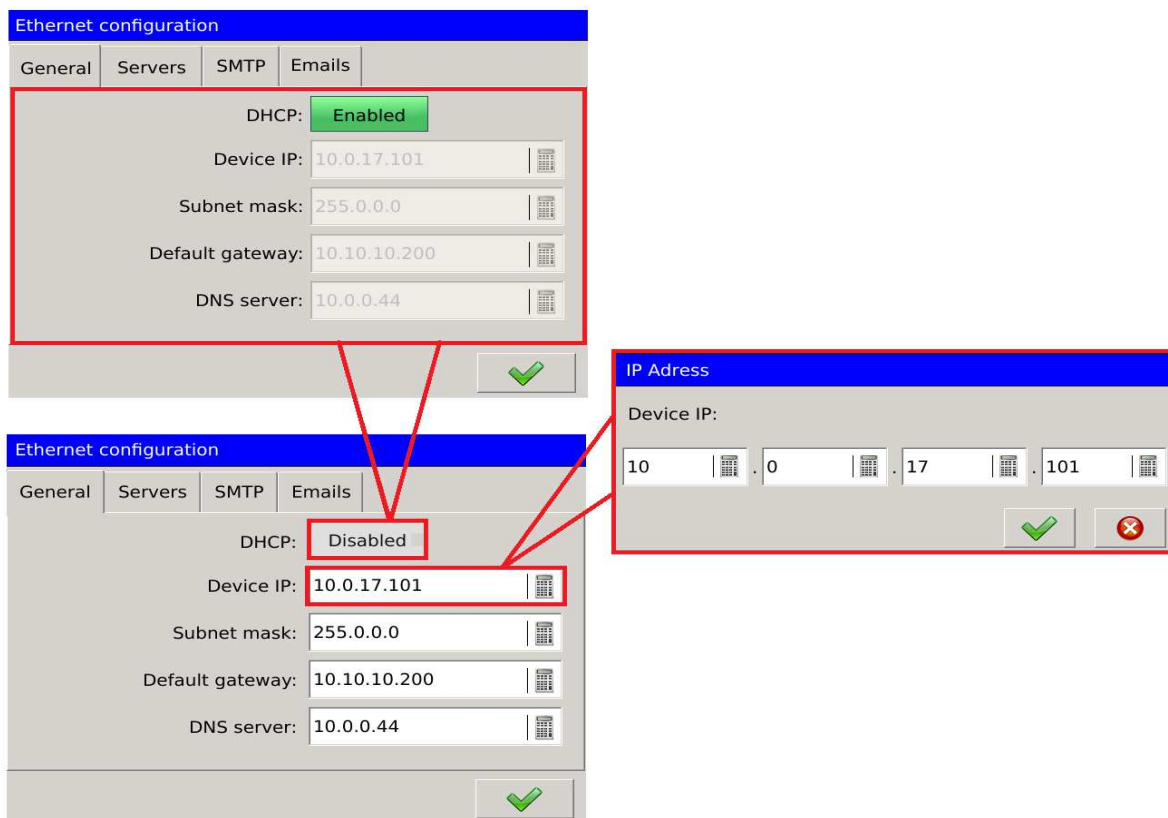 Ethernet configuration
General Servers SMTP Emails
DHCP: Enabled
Device IP: 10.0.17.101
Subnet mask: 255.0.0.0
Default gateway: 10.10.10.200
DNS server: 10.0.0.44
IP Adress
Device IP:
10 . 0 . 17 . 101
Ethernet configuration
General Servers SMTP Emails
DHCP: Disabled
Device IP: 10.0.17.101
Subnet mask: 255.0.0.0
Default gateway: 10.10.10.200
DNS server: 10.0.0.44